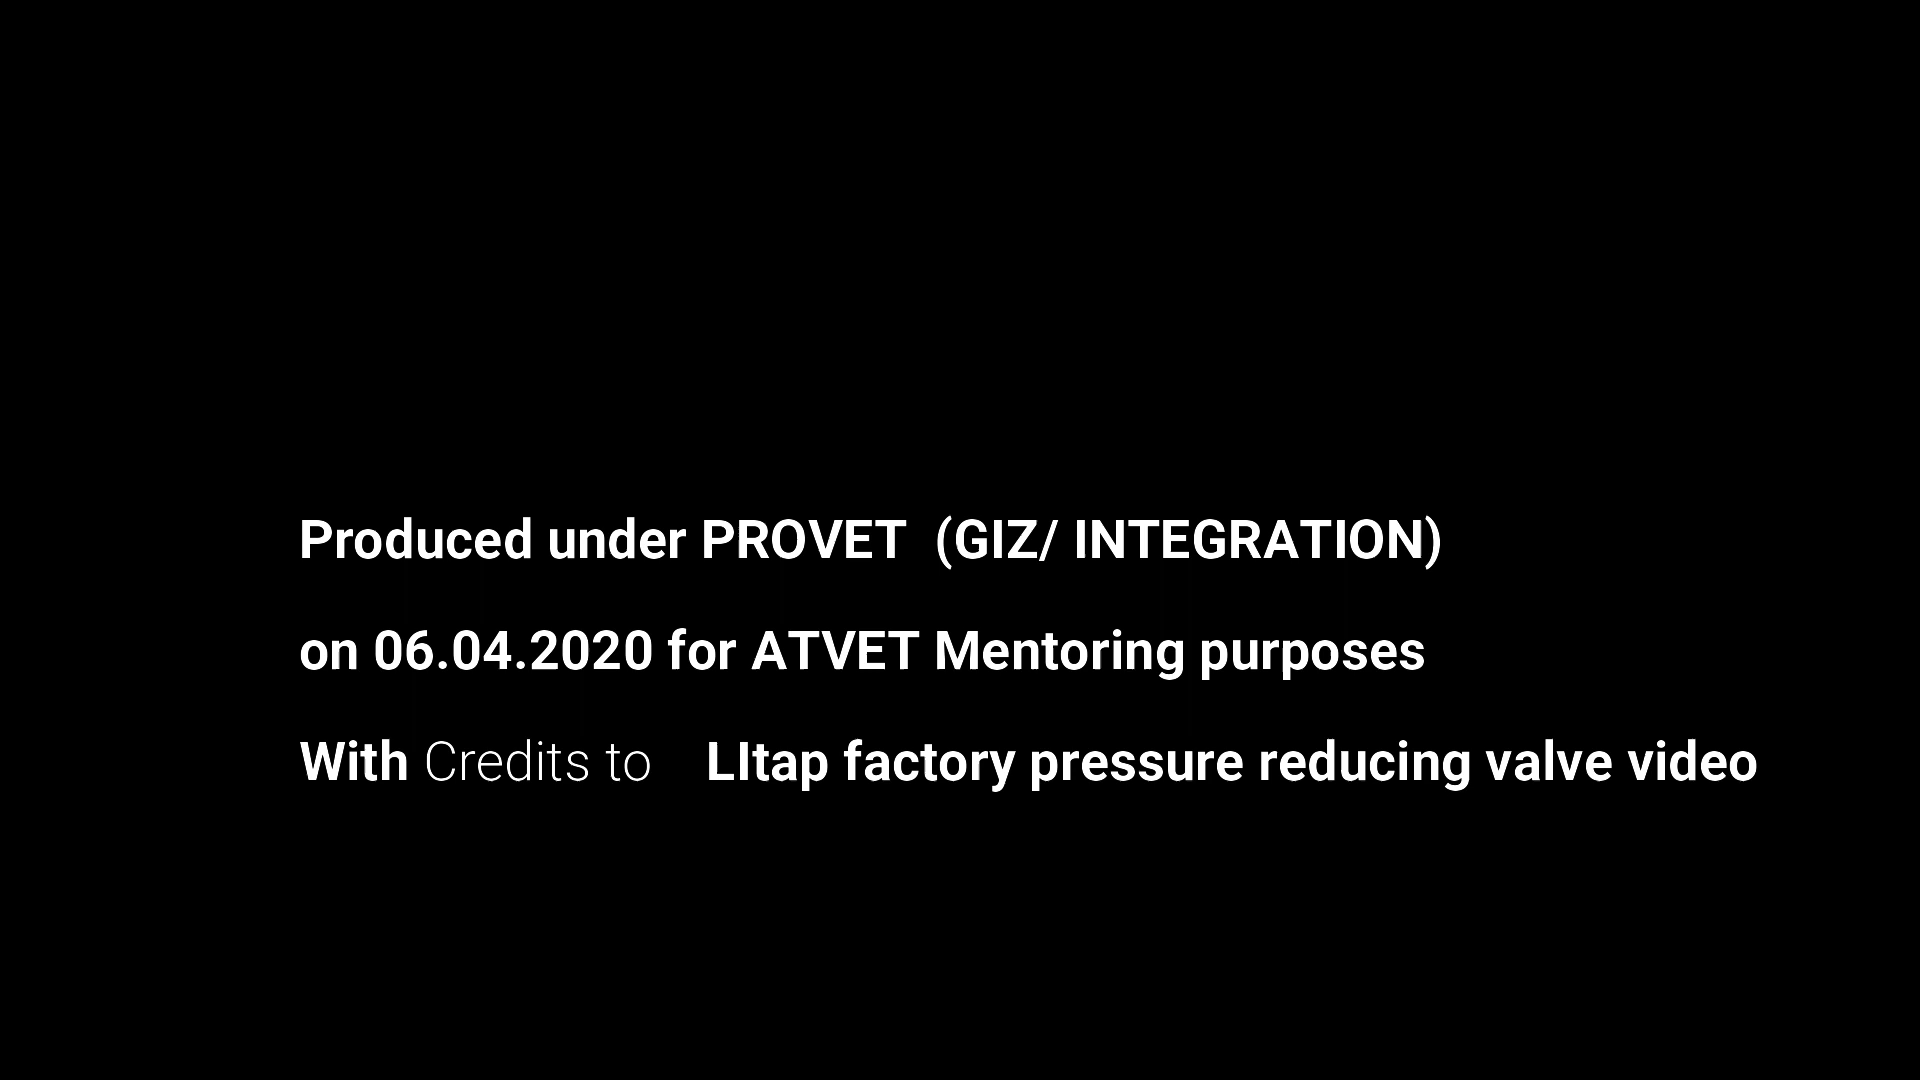 Produced under PROVET  (GIZ/ INTEGRATION)
on 06.04.2020 for ATVET Mentoring purposes
With Credits to    LItap factory pressure reducing valve video